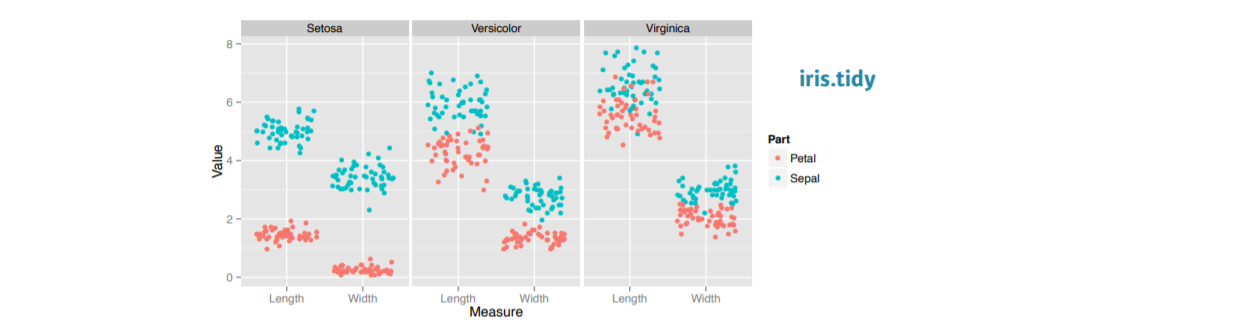 Setosa Versicolor Virginica
iris.tidy
Value
8
6
4
2
0
Length Width Length Width Length Width
Measure
Part
Petal
Sepal